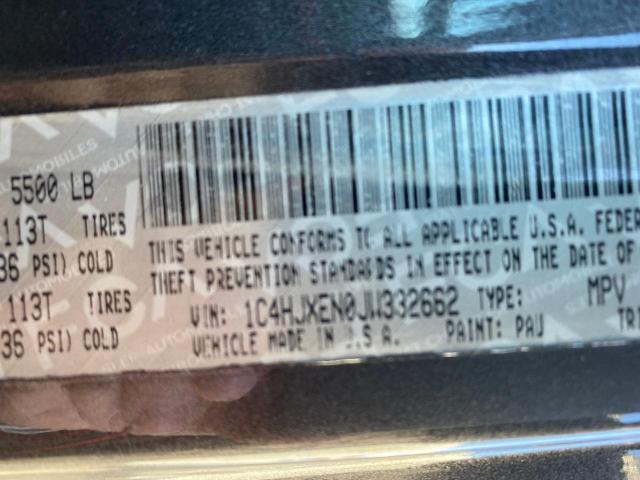 5500 LB
113T TIRES
36 PSI) COLD
113T TIRES
36 PSI) COLD
THIS VEHICLE CONFORMS TO ALL APPLICABLE U.S.A. FEDER
THEFT PREVENTION STANDARDS IN EFFECT ON THE DATE OF
VIN: 1C4HJXEN0JW332662 TYPE: MPV
VEHICLE MADE IN U.S.A. PAINT: PAU TRI